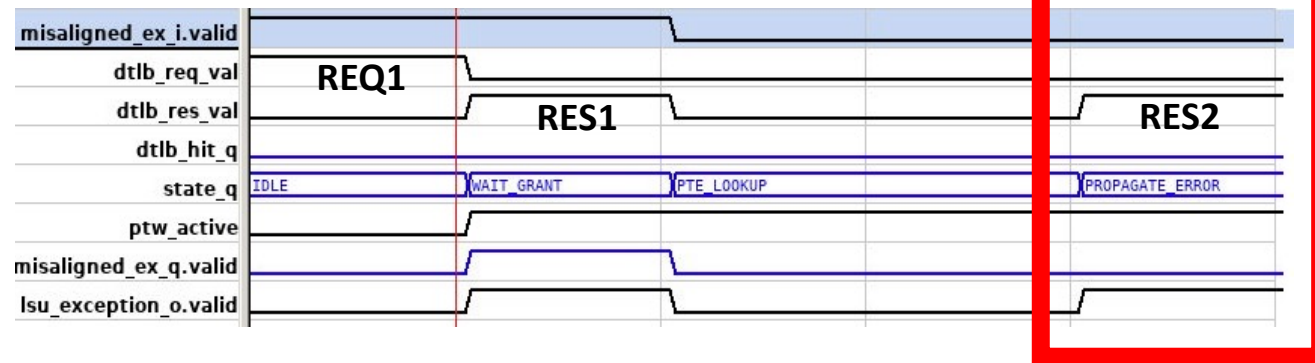 misaligned_ex_i.valid
dtlb_req_val REQ1
dtlb_res_val RES1 RES2
dtlb_hit_q
state_q IDLE WAIT_GRANT PTE_LOOKUP PROPAGATE_ERROR
ptw_active
misaligned_ex_q.valid
lsu_exception_o.valid